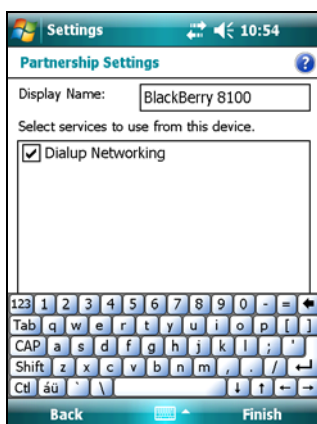 Settings 10:54
Partnership Settings ?
Display Name: BlackBerry 8100
Select services to use from this device.
Dialup Networking
123 1 2 3 4 5 6 7 8 9 0 - =
Tab q w e r t y u i o p [ ]
CAP a s d f g h j k l ; '
Shift z x c v b n m , . /
Ctl áü ` \
Back Finish